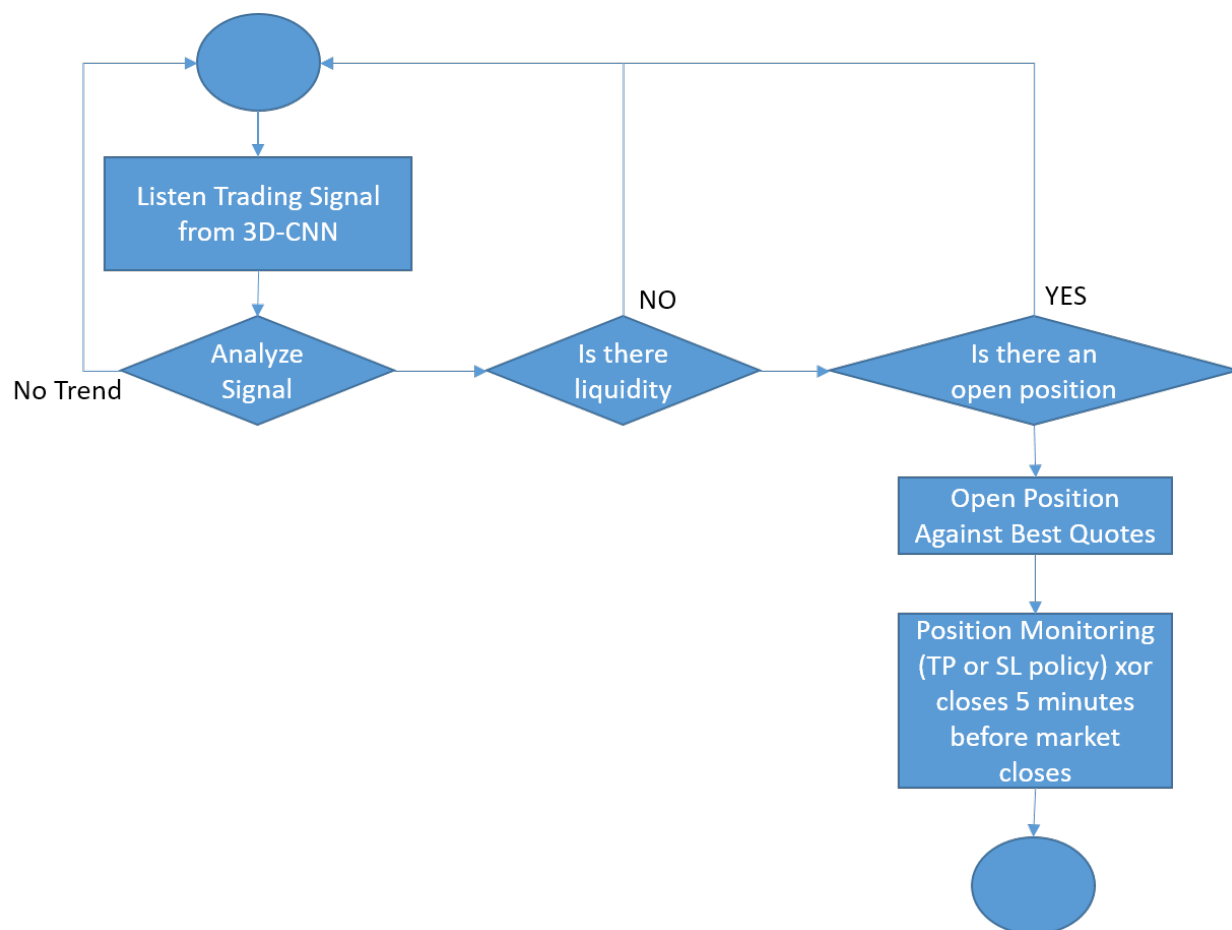 Listen Trading Signal
from 3D-CNN
NO
YES
Analyze
Signal
Is there
liquidity
Is there an
open position
No Trend
Open Position
Against Best Quotes
Position Monitoring
(TP or SL policy) xor
closes 5 minutes
before market
closes